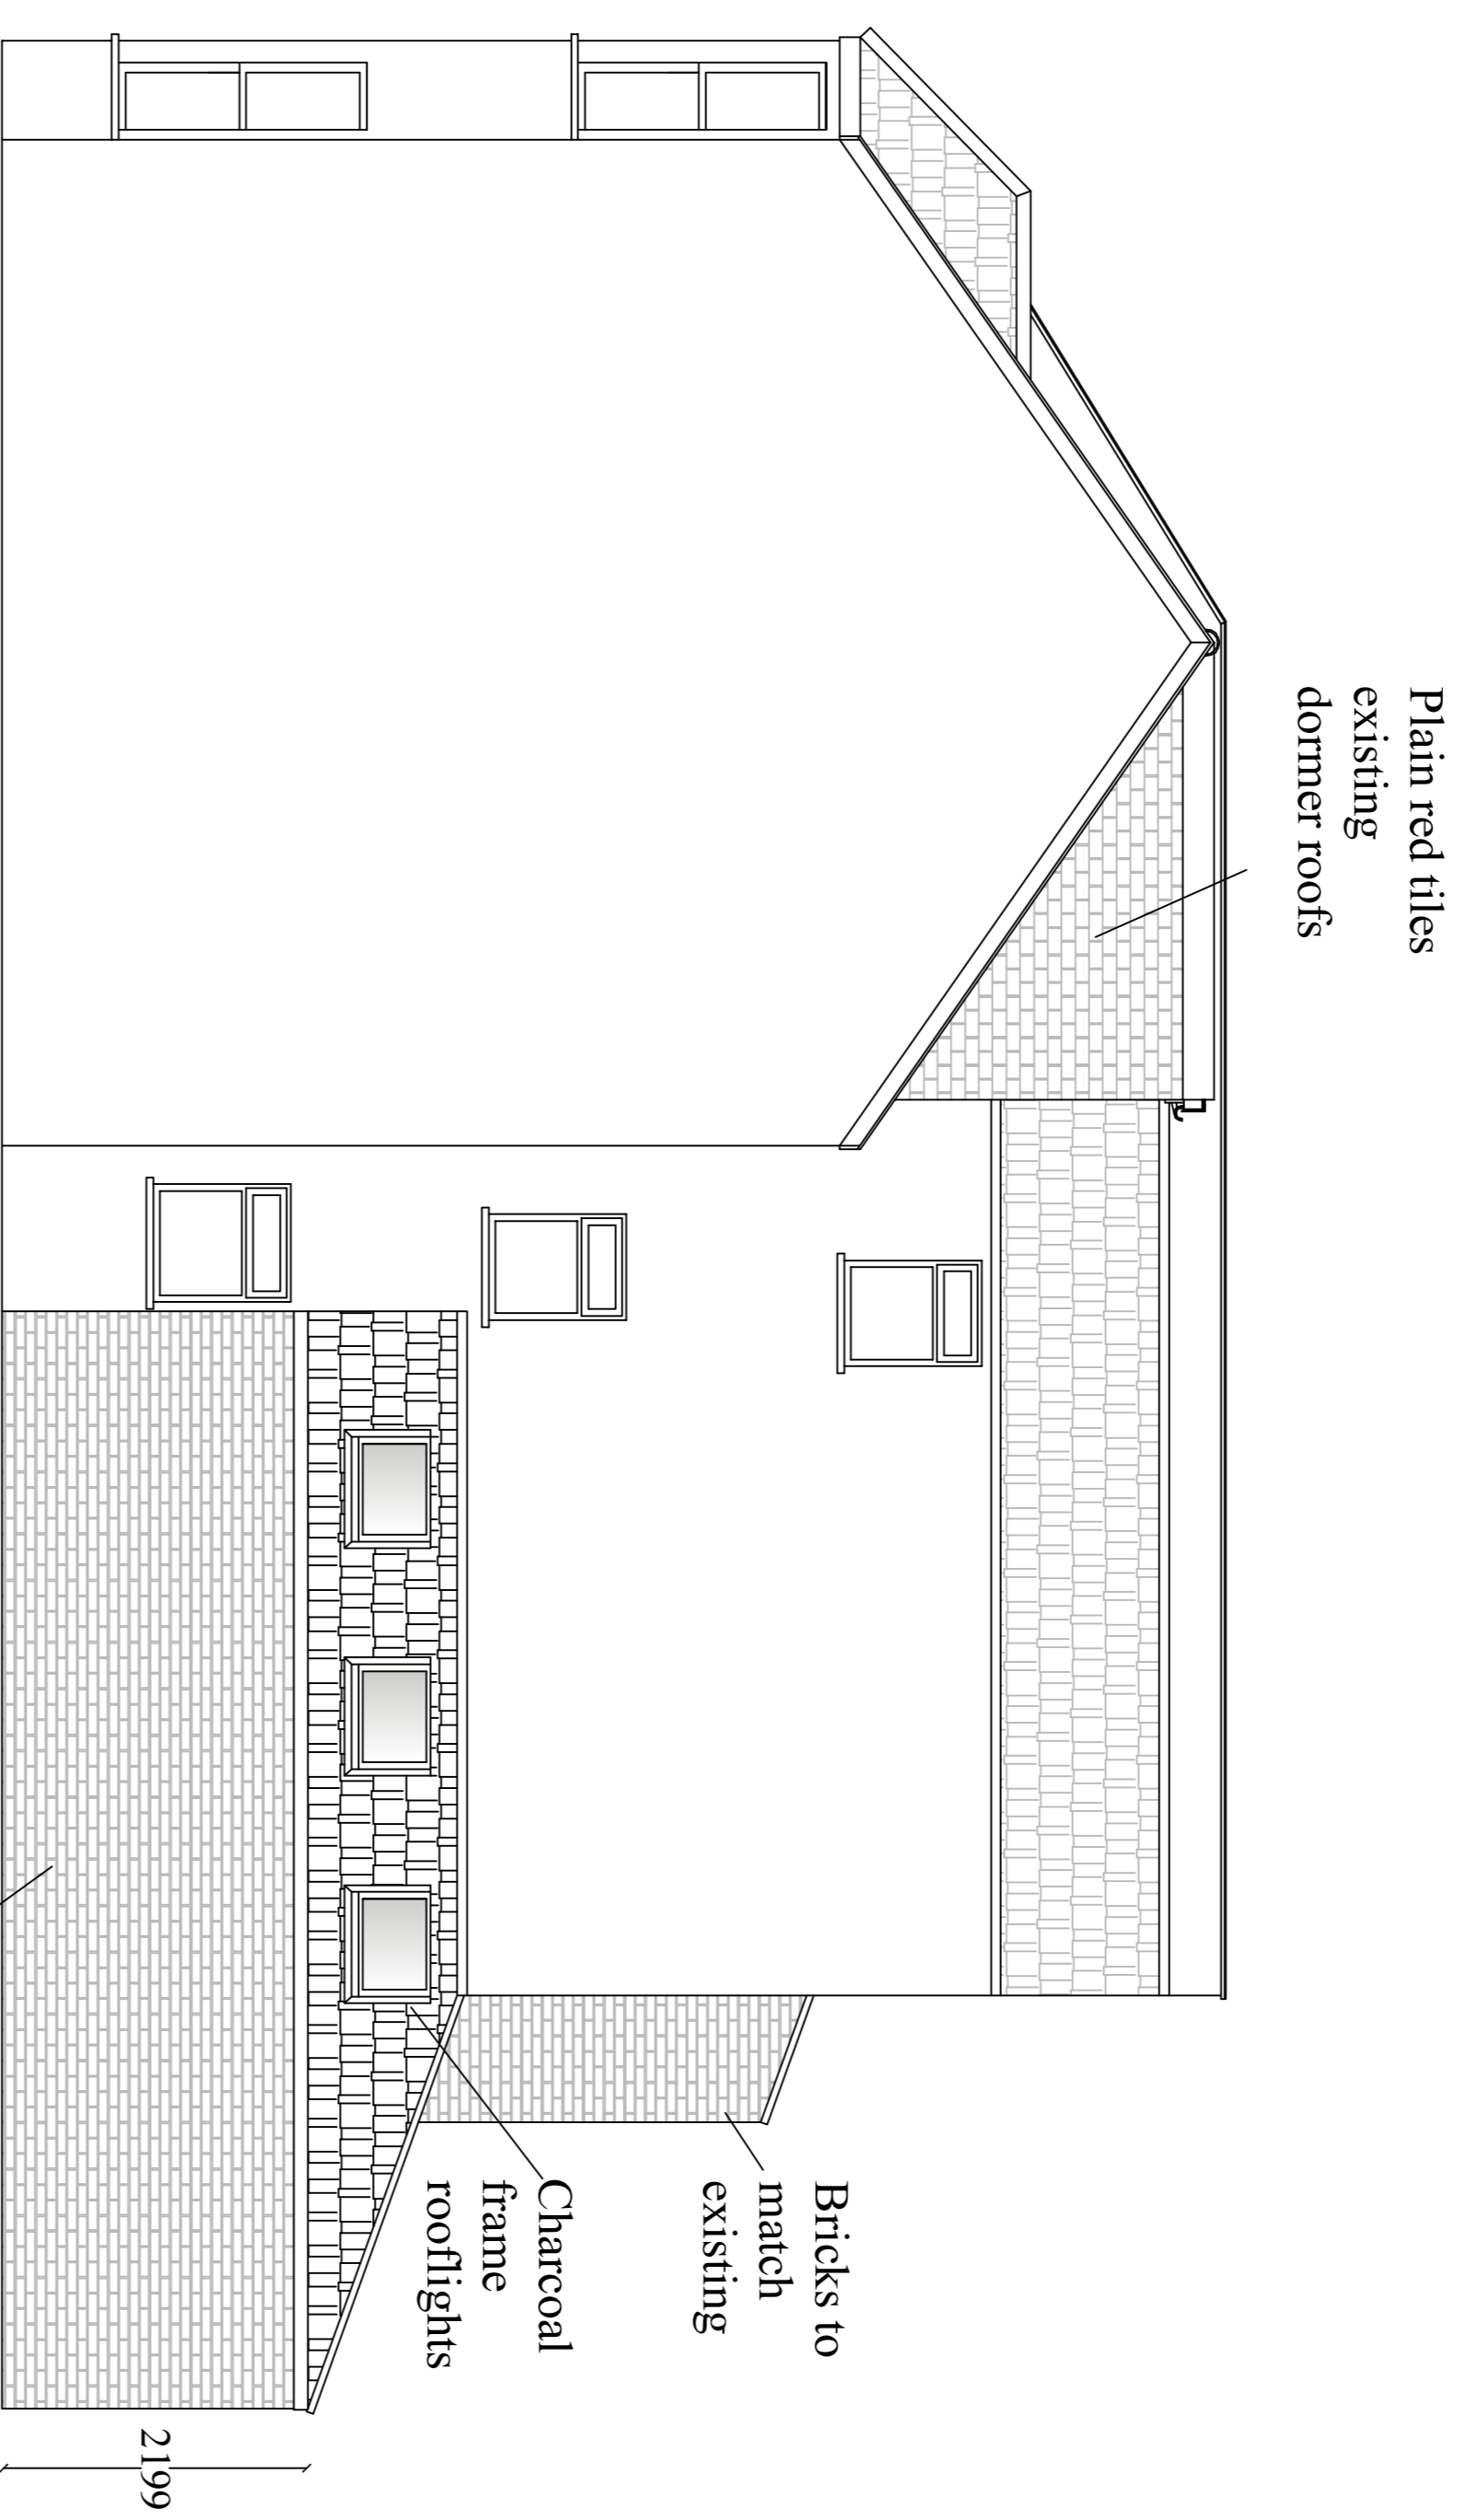 Plain red tiles
existing
dormer roofs
Bricks to
match
existing
Charcoal
frame
rooflights
2199